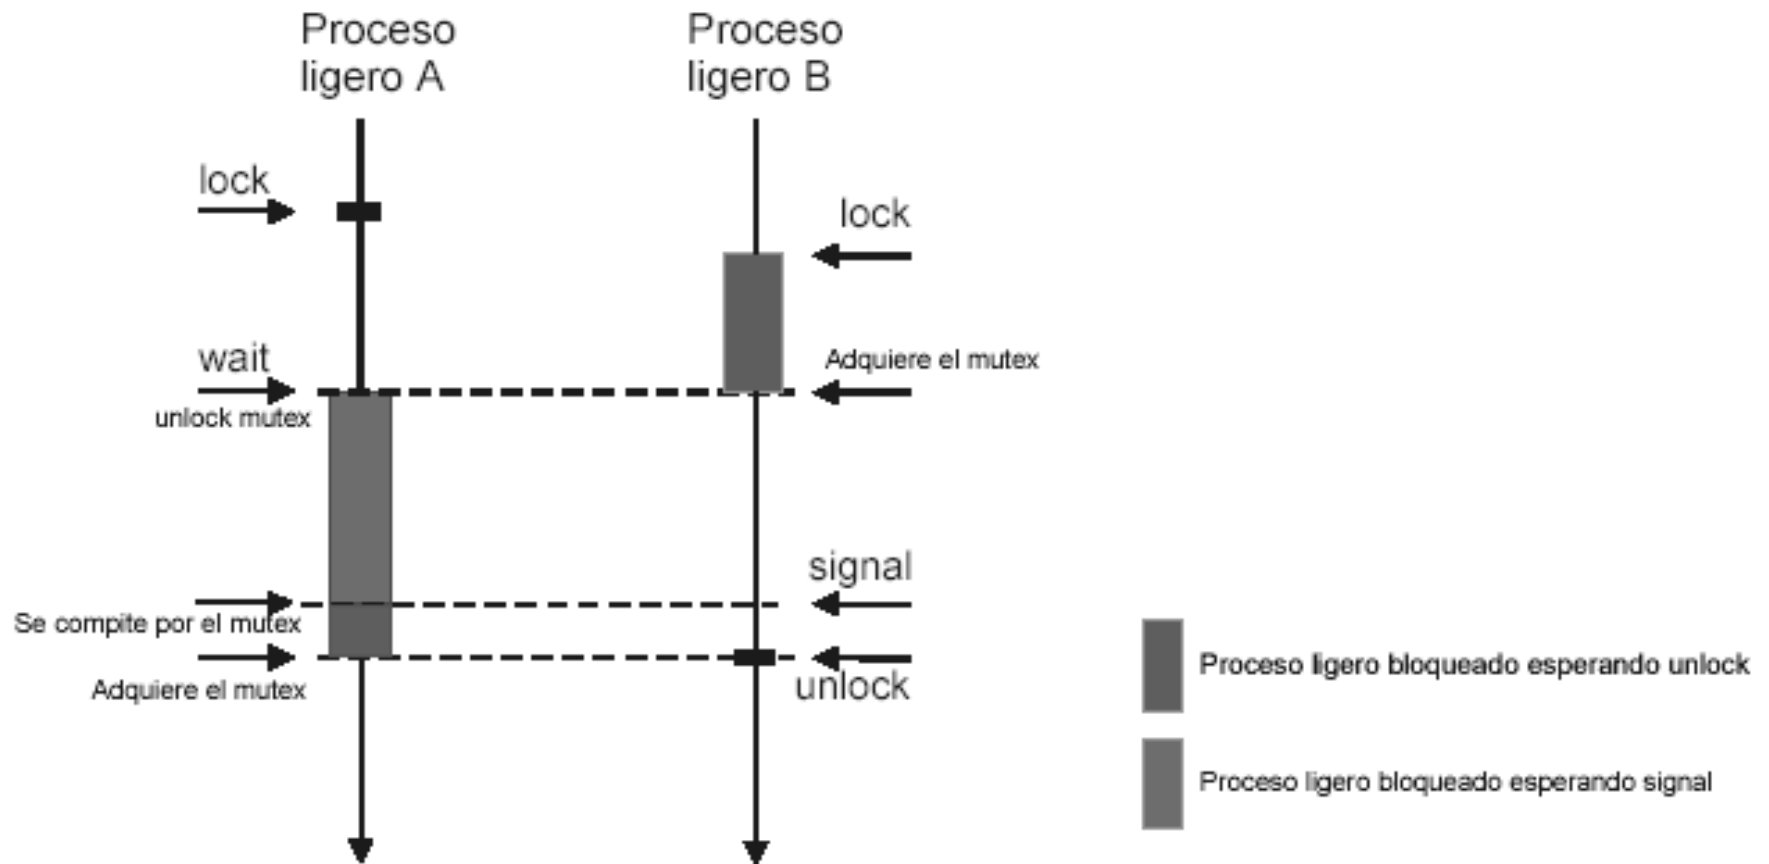 Proceso
ligero A
Proceso
ligero B
lock
lock
wait
Adquiere el mutex
unlock mutex
signal
Se compite por el mutex
Adquiere el mutex
unlock
Proceso ligero bloqueado esperando unlock
Proceso ligero bloqueado esperando signal